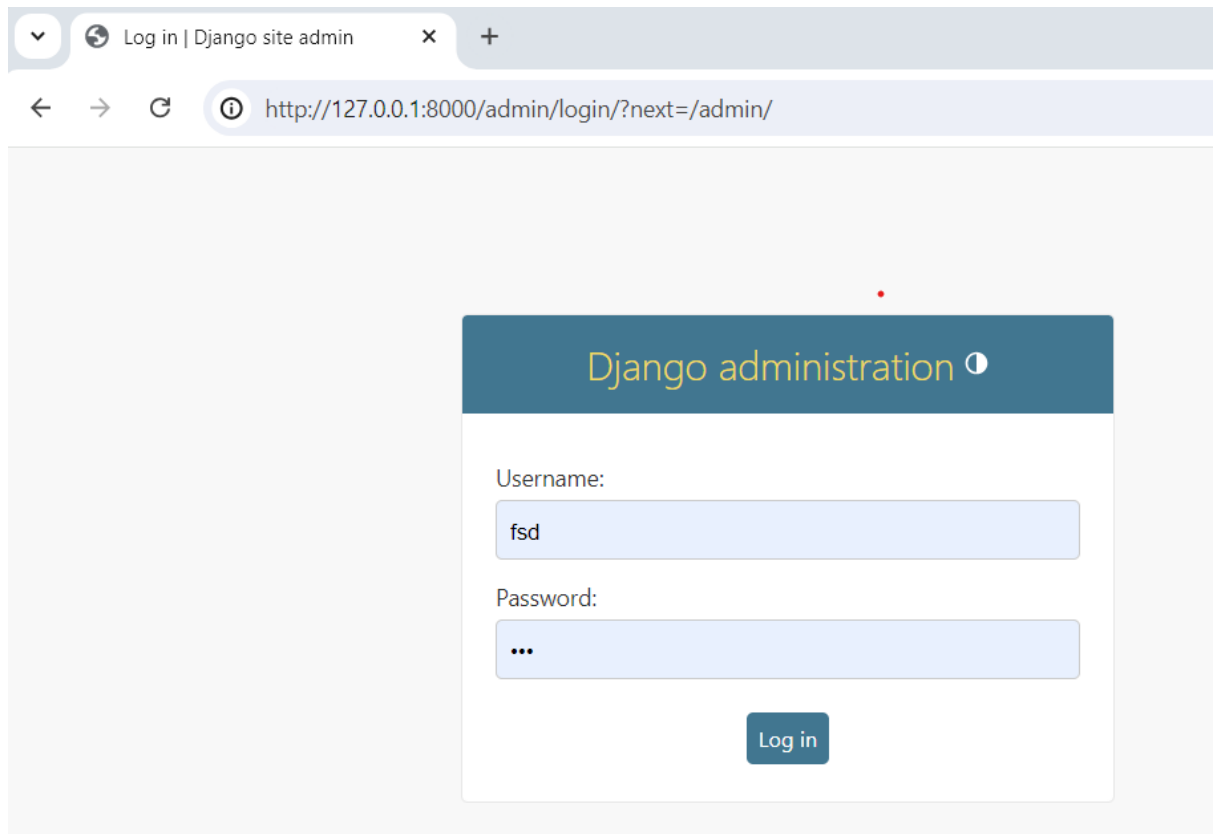 Log in | Django site admin
http://127.0.0.1:8000/admin/login/?next=/admin/
Django administration
Username:
fsd
Password:
•••
Log in